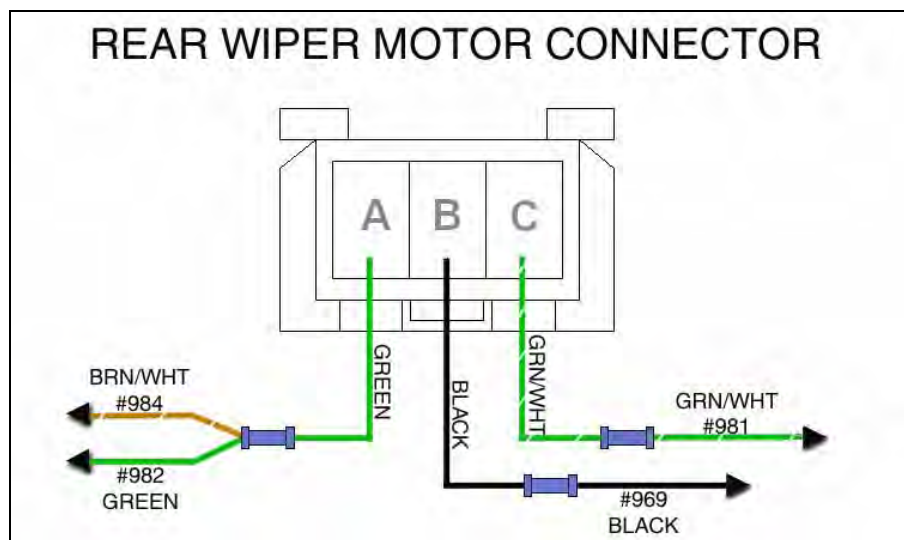 REAR WIPER MOTOR CONNECTOR
A B C
GREEN
BLACK
GRN/WHT
BRN/WHT
#984
#982
GREEN
GRN/WHT
#981
#969
BLACK